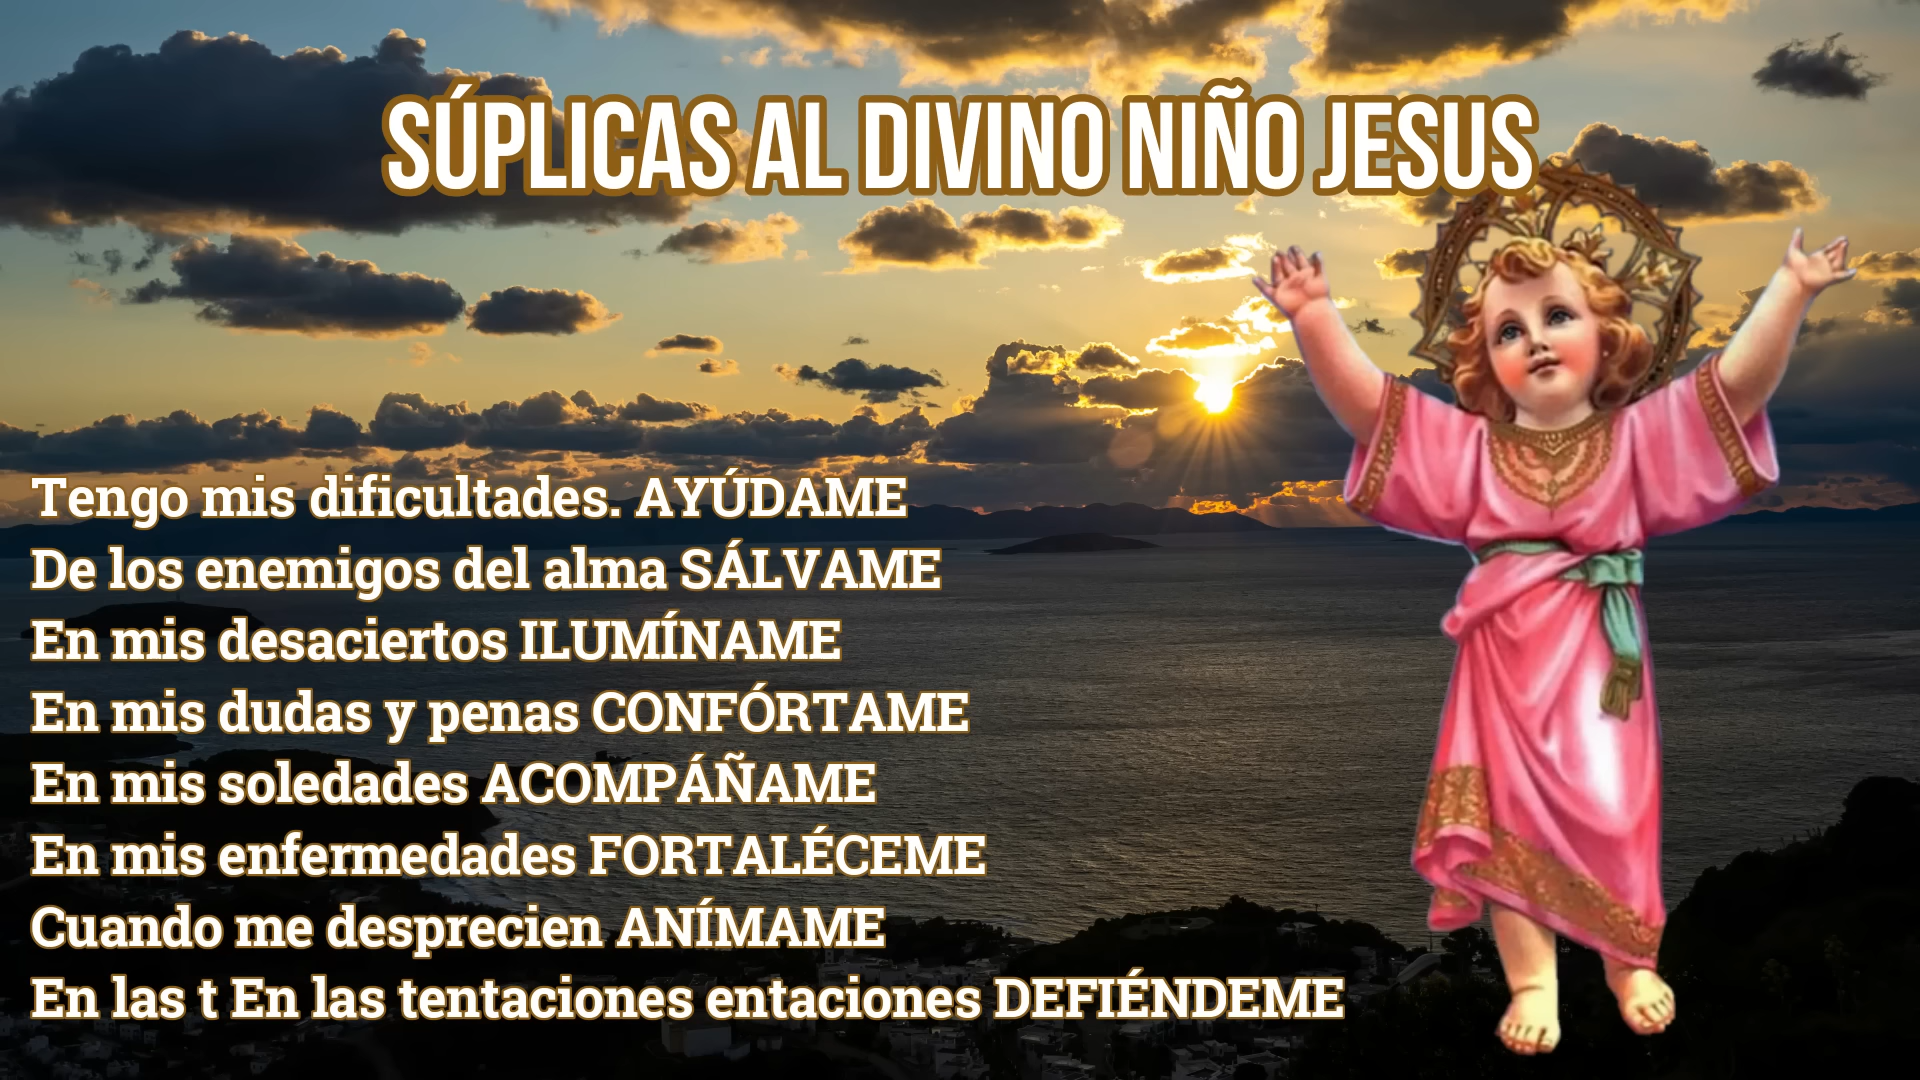 SÚPLICAS AL DIVINO NIÑO JESUS
Tengo mis dificultades. AYÚDAME
De los enemigos del alma SÁLVAME
En mis desaciertos ILUMÍNAME
En mis dudas y penas CONFÓRTAME
En mis soledades ACOMPÁÑAME
En mis enfermedades FORTALÉCEME
Cuando me desprecien ANÍMAME
En las t En las tentaciones entaciones DEFIÉNDEME